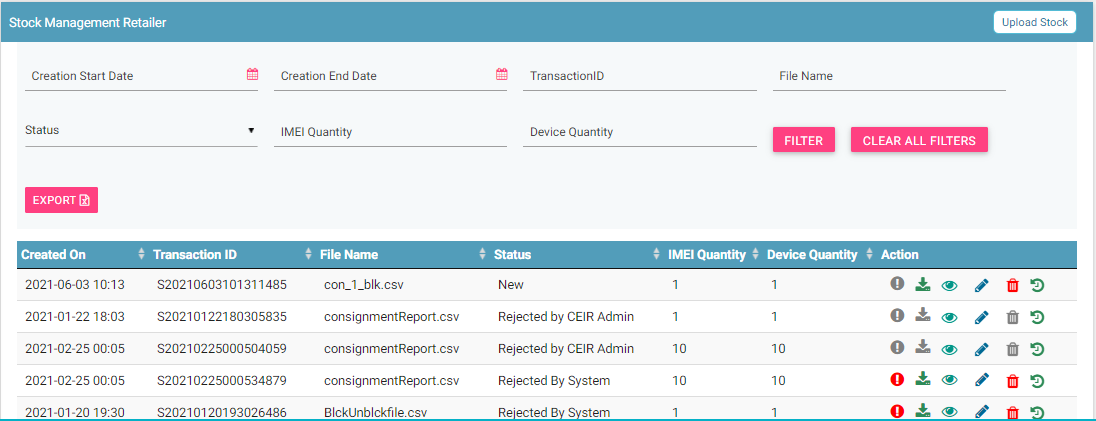 Stock Management Retailer Upload Stock
Creation Start Date Creation End Date TransactionID File Name
Status IMEI Quantity Device Quantity FILTER CLEAR ALL FILTERS
EXPORT
Created On Transaction ID File Name Status IMEI Quantity Device Quantity Action
2021-06-03 10:13 S20210603101311485 con_1_blk.csv New 1 1
2021-01-22 18:03 S20210122180305835 consignmentReport.csv Rejected by CEIR Admin 1 1
2021-02-25 00:05 S20210225000504059 consignmentReport.csv Rejected by CEIR Admin 10 10
2021-02-25 00:05 S20210225000534879 consignmentReport.csv Rejected By System 10 10
2021-01-20 19:30 S20210120193026486 BlckUnblckfile.csv Rejected By System 1 1